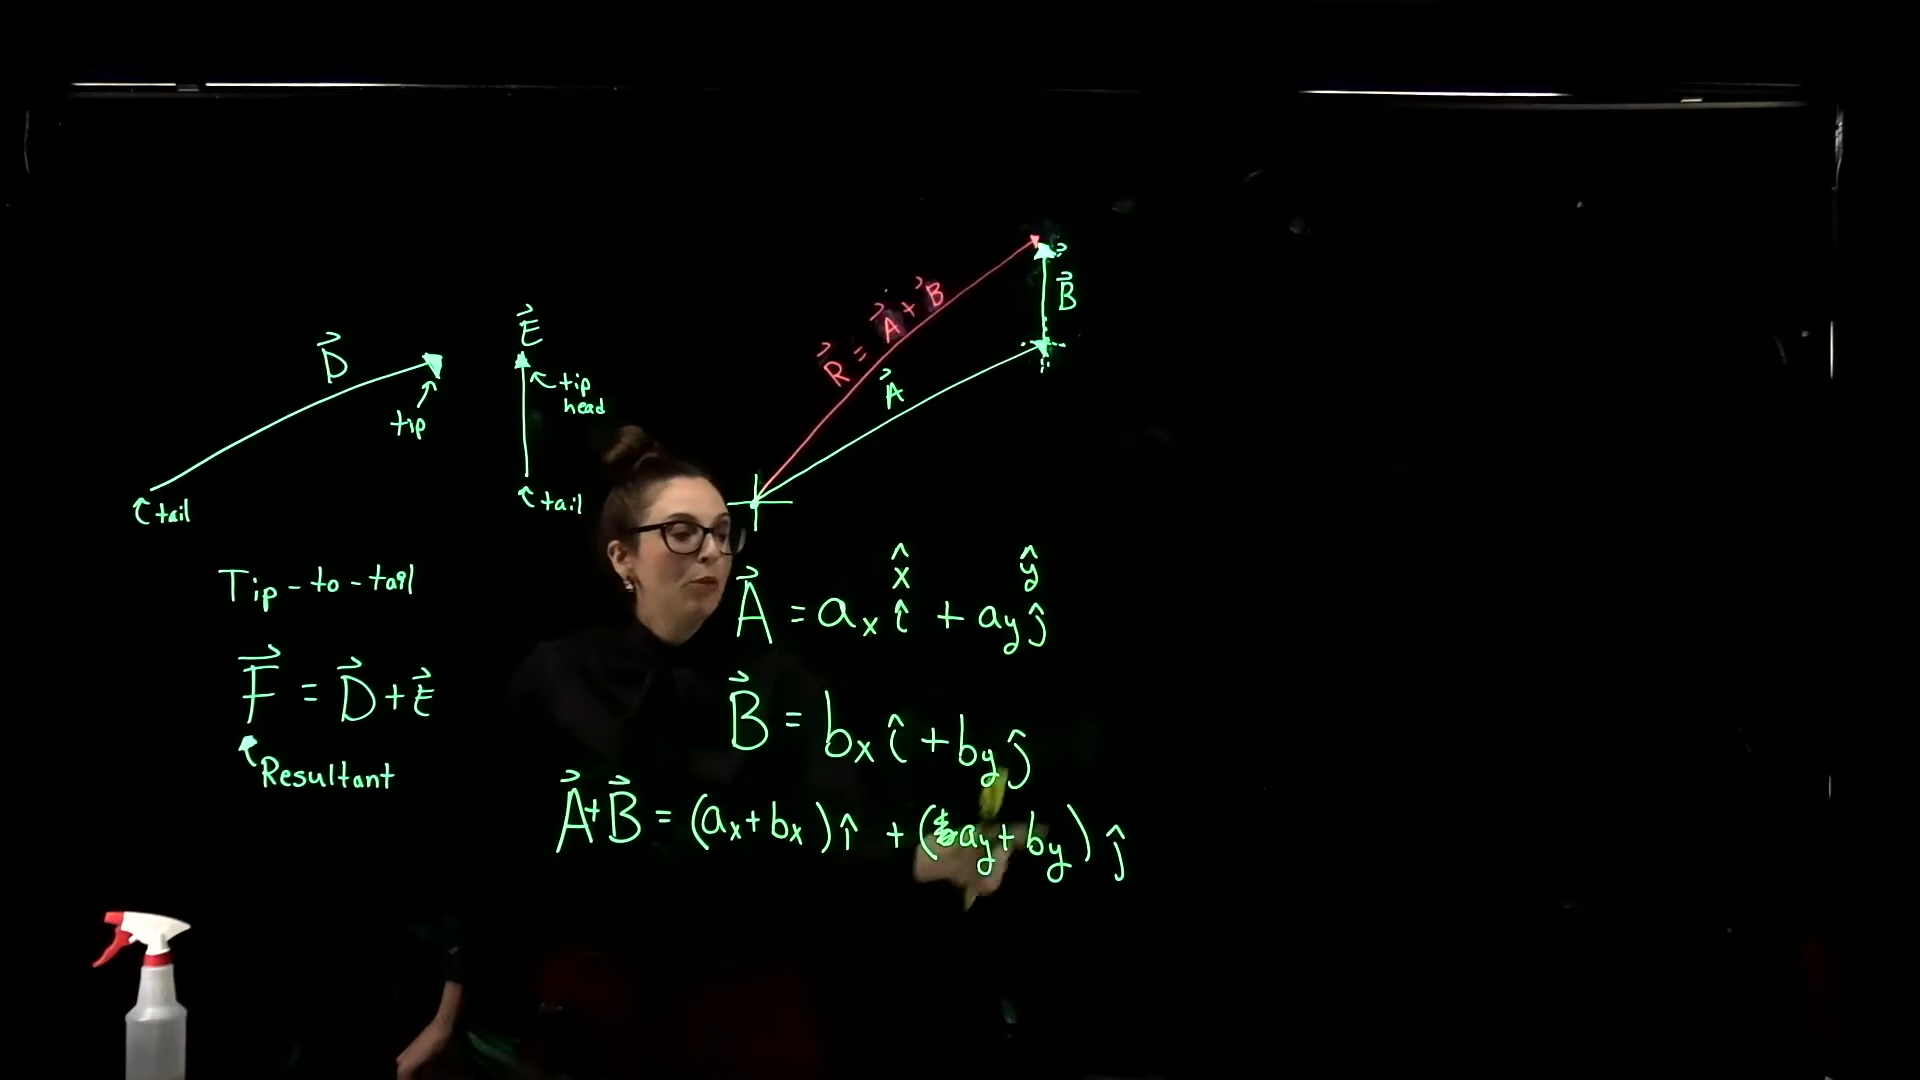 D⃗
tip
tail
E⃗
tip
head
tail
R⃗ = A⃗ + B⃗
A⃗
B⃗
Tip-to-tail
F⃗ = D⃗ + E⃗
Resultant
x̂ ŷ
A⃗ = aₓ î + a_y ĵ
B⃗ = bₓ î + b_y ĵ
A⃗ + B⃗ = (aₓ + bₓ) î + (a_y + b_y) ĵ